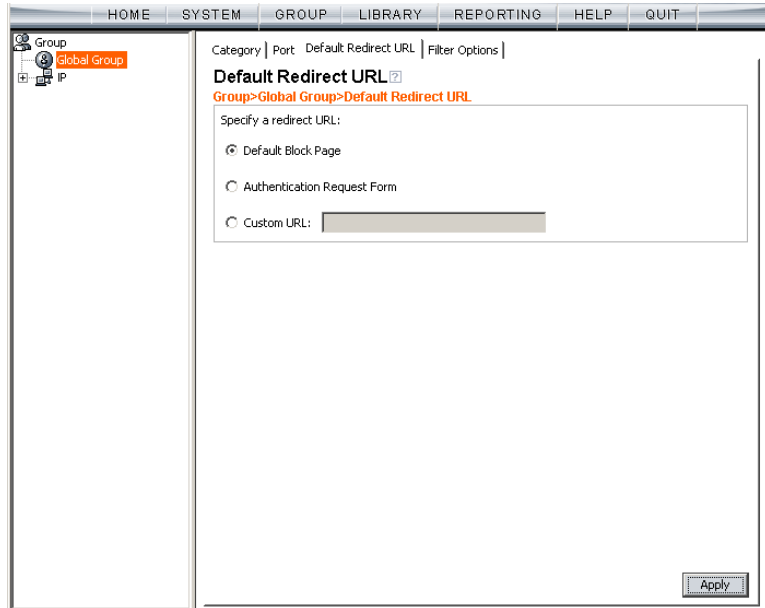 HOME SYSTEM GROUP LIBRARY REPORTING HELP QUIT
Group
Global Group
IP
Category Port Default Redirect URL Filter Options
Default Redirect URL ?
Group>Global Group>Default Redirect URL
Specify a redirect URL:
Default Block Page
Authentication Request Form
Custom URL:
Apply